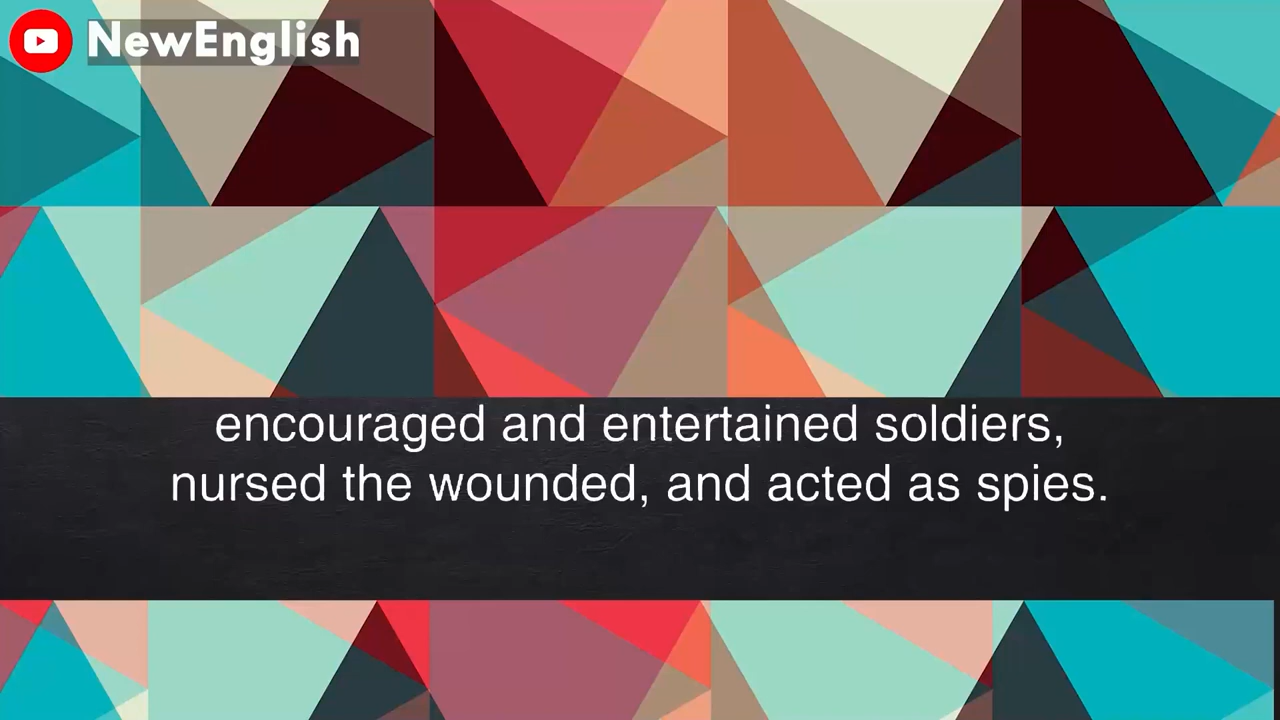 NewEnglish
encouraged and entertained soldiers,
nursed the wounded, and acted as spies.